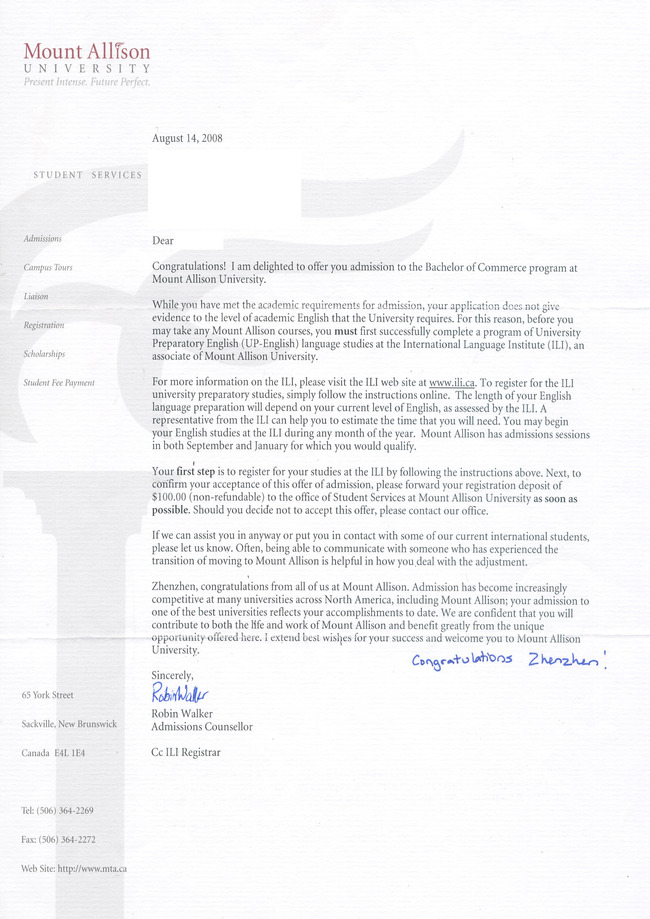 Mount Allison
UNIVERSITY
Present Intense. Future Perfect.
August 14, 2008
STUDENT SERVICES
Admissions
Campus Tours
Liaison
Registration
Scholarships
Student Fee Payment
Dear
Congratulations! I am delighted to offer you admission to the Bachelor of Commerce program at
Mount Allison University.
While you have met the academic requirements for admission, your application does not give
evidence to the level of academic English that the University requires. For this reason, before you
may take any Mount Allison courses, you must first successfully complete a program of University
Preparatory English (UP-English) language studies at the International Language Institute (ILI), an
associate of Mount Allison University.
For more information on the ILI, please visit the ILI web site at www.ili.ca. To register for the ILI
university preparatory studies, simply follow the instructions online. The length of your English
language preparation will depend on your current level of English, as assessed by the ILI. A
representative from the ILI can help you to estimate the time that you will need. You may begin
your English studies at the ILI during any month of the year. Mount Allison has admissions sessions
in both September and January for which you would qualify.
Your first step is to register for your studies at the ILI by following the instructions above. Next, to
confirm your acceptance of this offer of admission, please forward your registration deposit of
$100.00 (non-refundable) to the office of Student Services at Mount Allison University as soon as
possible. Should you decide not to accept this offer, please contact our office.
If we can assist you in anyway or put you in contact with some of our current international students,
please let us know. Often, being able to communicate with someone who has experienced the
transition of moving to Mount Allison is helpful in how you deal with the adjustment.
Zhenzhen, congratulations from all of us at Mount Allison. Admission has become increasingly
competitive at many universities across North America, including Mount Allison; your admission to
one of the best universities reflects your accomplishments to date. We are confident that you will
contribute to both the life and work of Mount Allison and benefit greatly from the unique
opportunity offered here. I extend best wishes for your success and welcome you to Mount Allison
University.
Congratulations Zhenzhen!
Sincerely,
Robin Walker
Robin Walker
Admissions Counsellor
Cc ILI Registrar
65 York Street
Sackville, New Brunswick
Canada E4L 1E4
Tel: (506) 364-2269
Fax: (506) 364-2272
Web Site: http://www.mta.ca